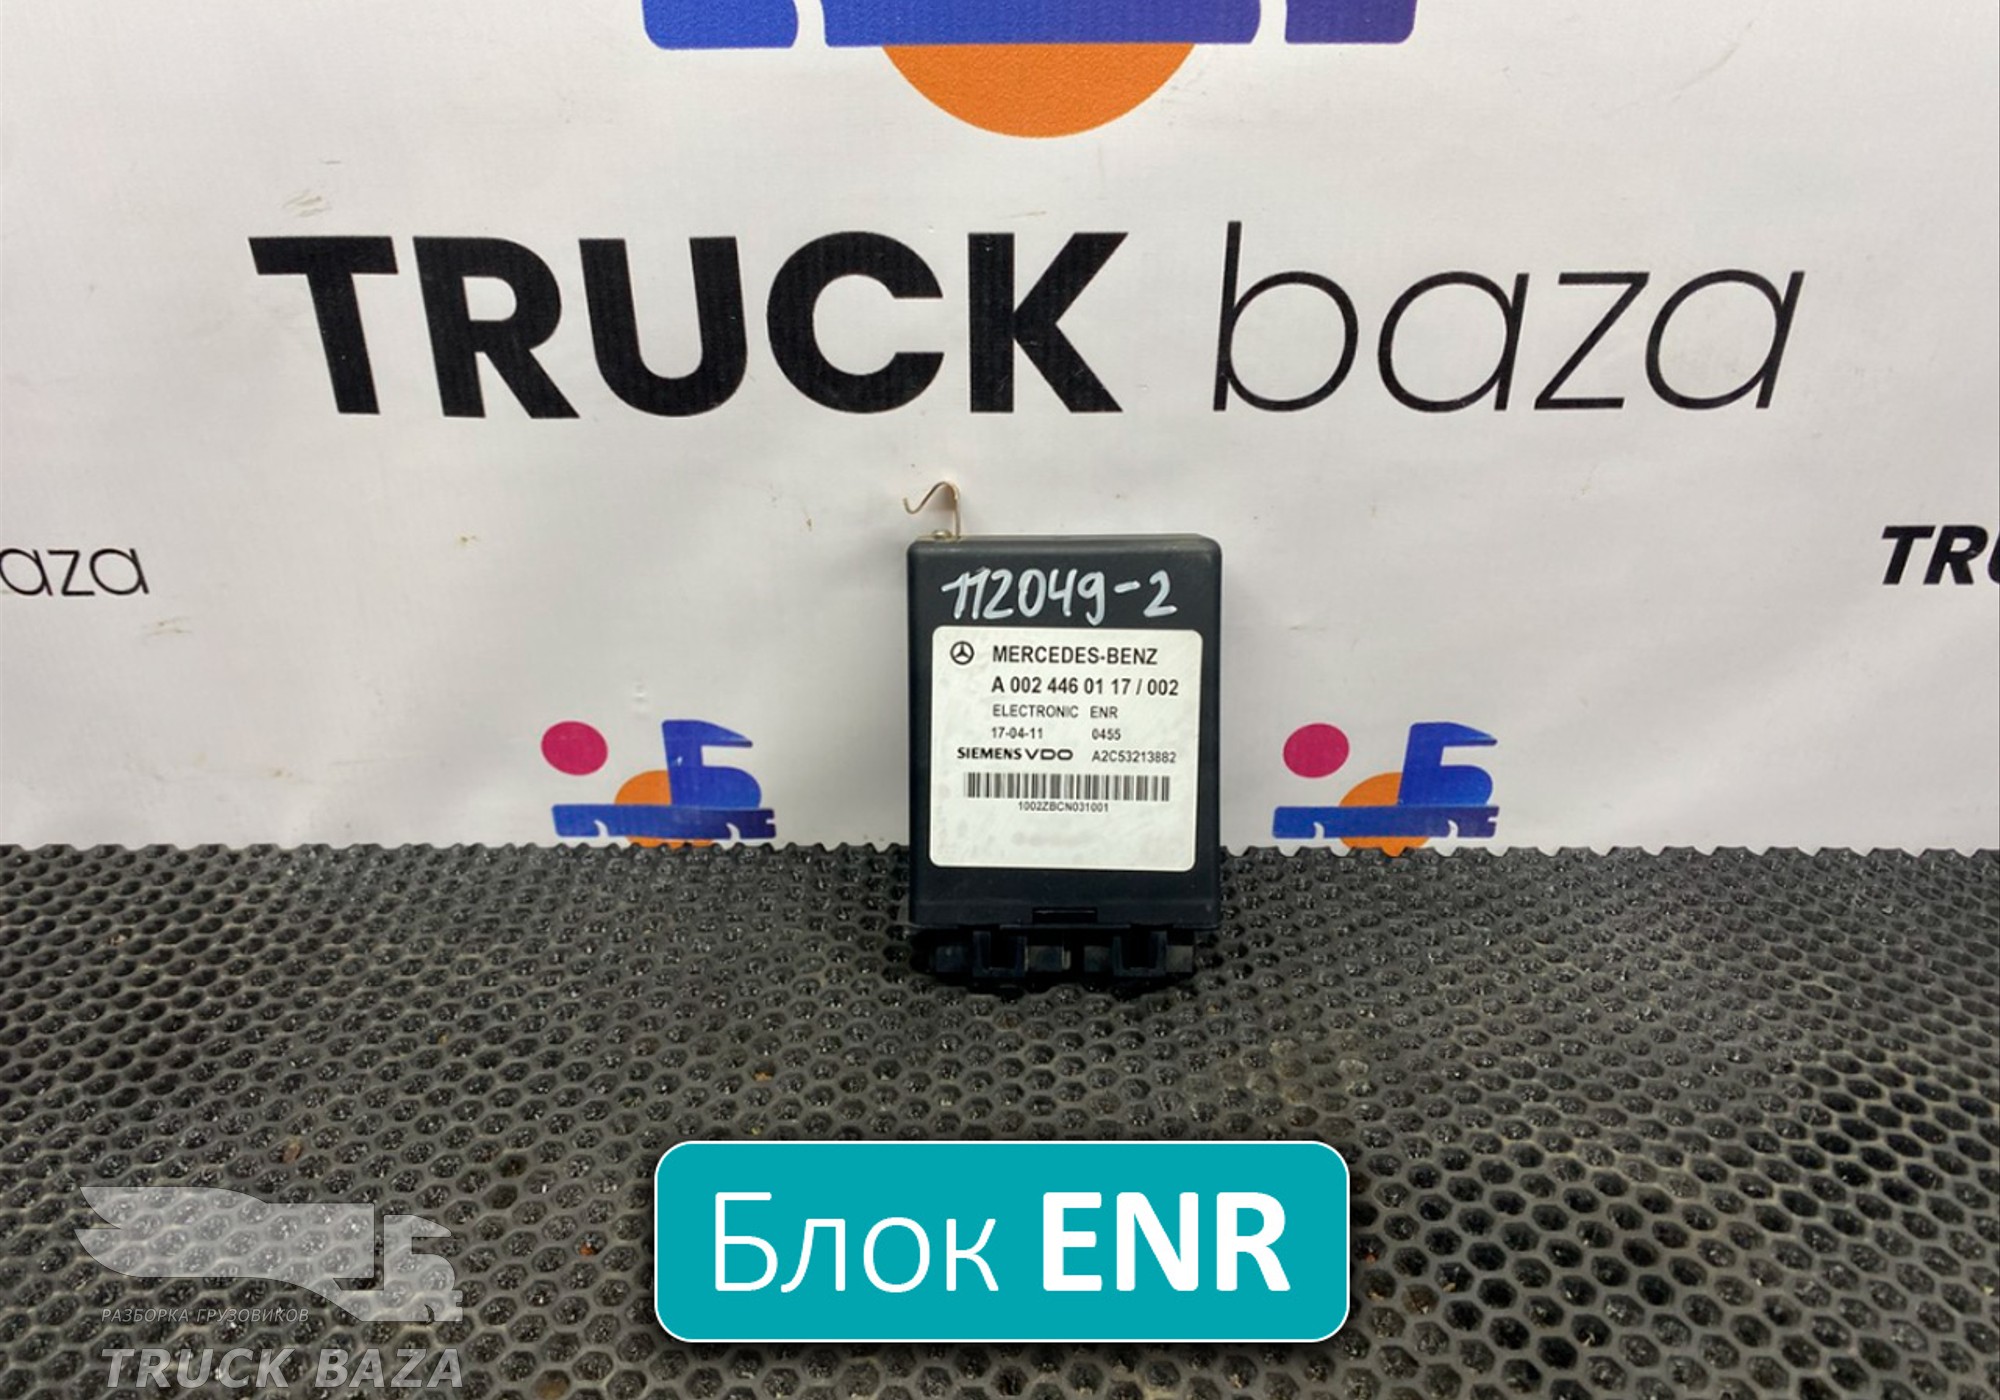 TRUCK baza
aza
TRU
112049-2
MERCEDES-BENZ
A 002 446 01 17 / 002
ELECTRONIC ENR
17-04-11 0455
SIEMENS VDO A2C53213882
1002ZBCN031001
Блок ENR
РАЗБОРКА ГРУЗОВИКОВ
TRUCK BAZA